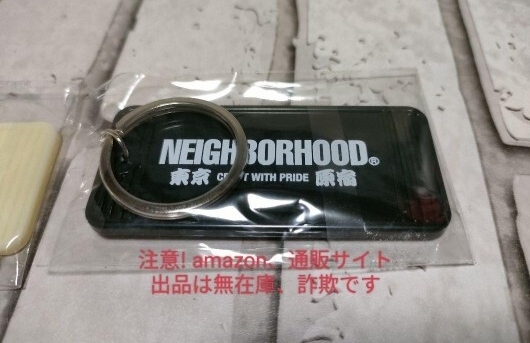 NEIGHBORHOOD®
東京 CRAFT WITH PRIDE 原宿
注意! amazon、通販サイト
出品は無在庫、詐欺です